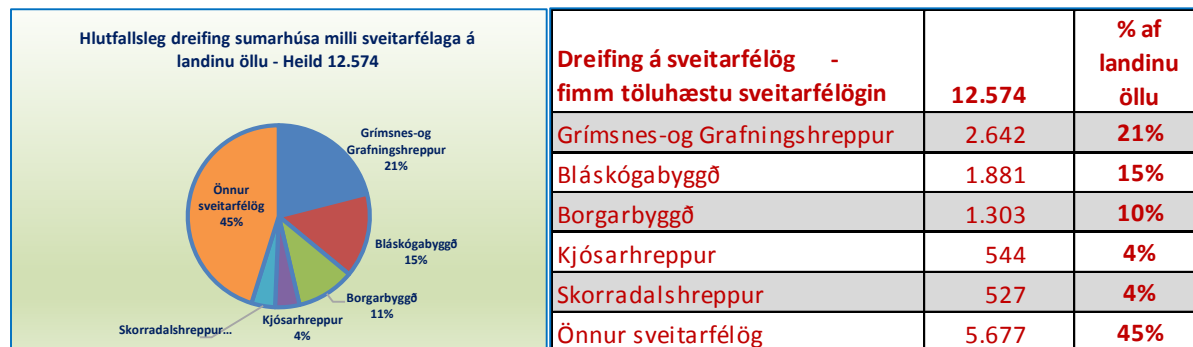 Hlutfallsleg dreifing sumarhúsa milli sveitarfélaga á
landinu öllu - Heild 12.574
Grímsnes-og
Grafningshreppur
21%
Bláskógabyggð
15%
Borgarbyggð
11%
Kjósarhreppur
4%
Skorradalshreppur...
Önnur
sveitarfélög
45%
Dreifing á sveitarfélög -
fimm töluhæstu sveitarfélögin 12.574 
% af
landinu
öllu
Grímsnes-og Grafningshreppur 2.642 21%
Bláskógabyggð 1.881 15%
Borgarbyggð 1.303 10%
Kjósarhreppur 544 4%
Skorradalshreppur 527 4%
Önnur sveitarfélög 5.677 45%